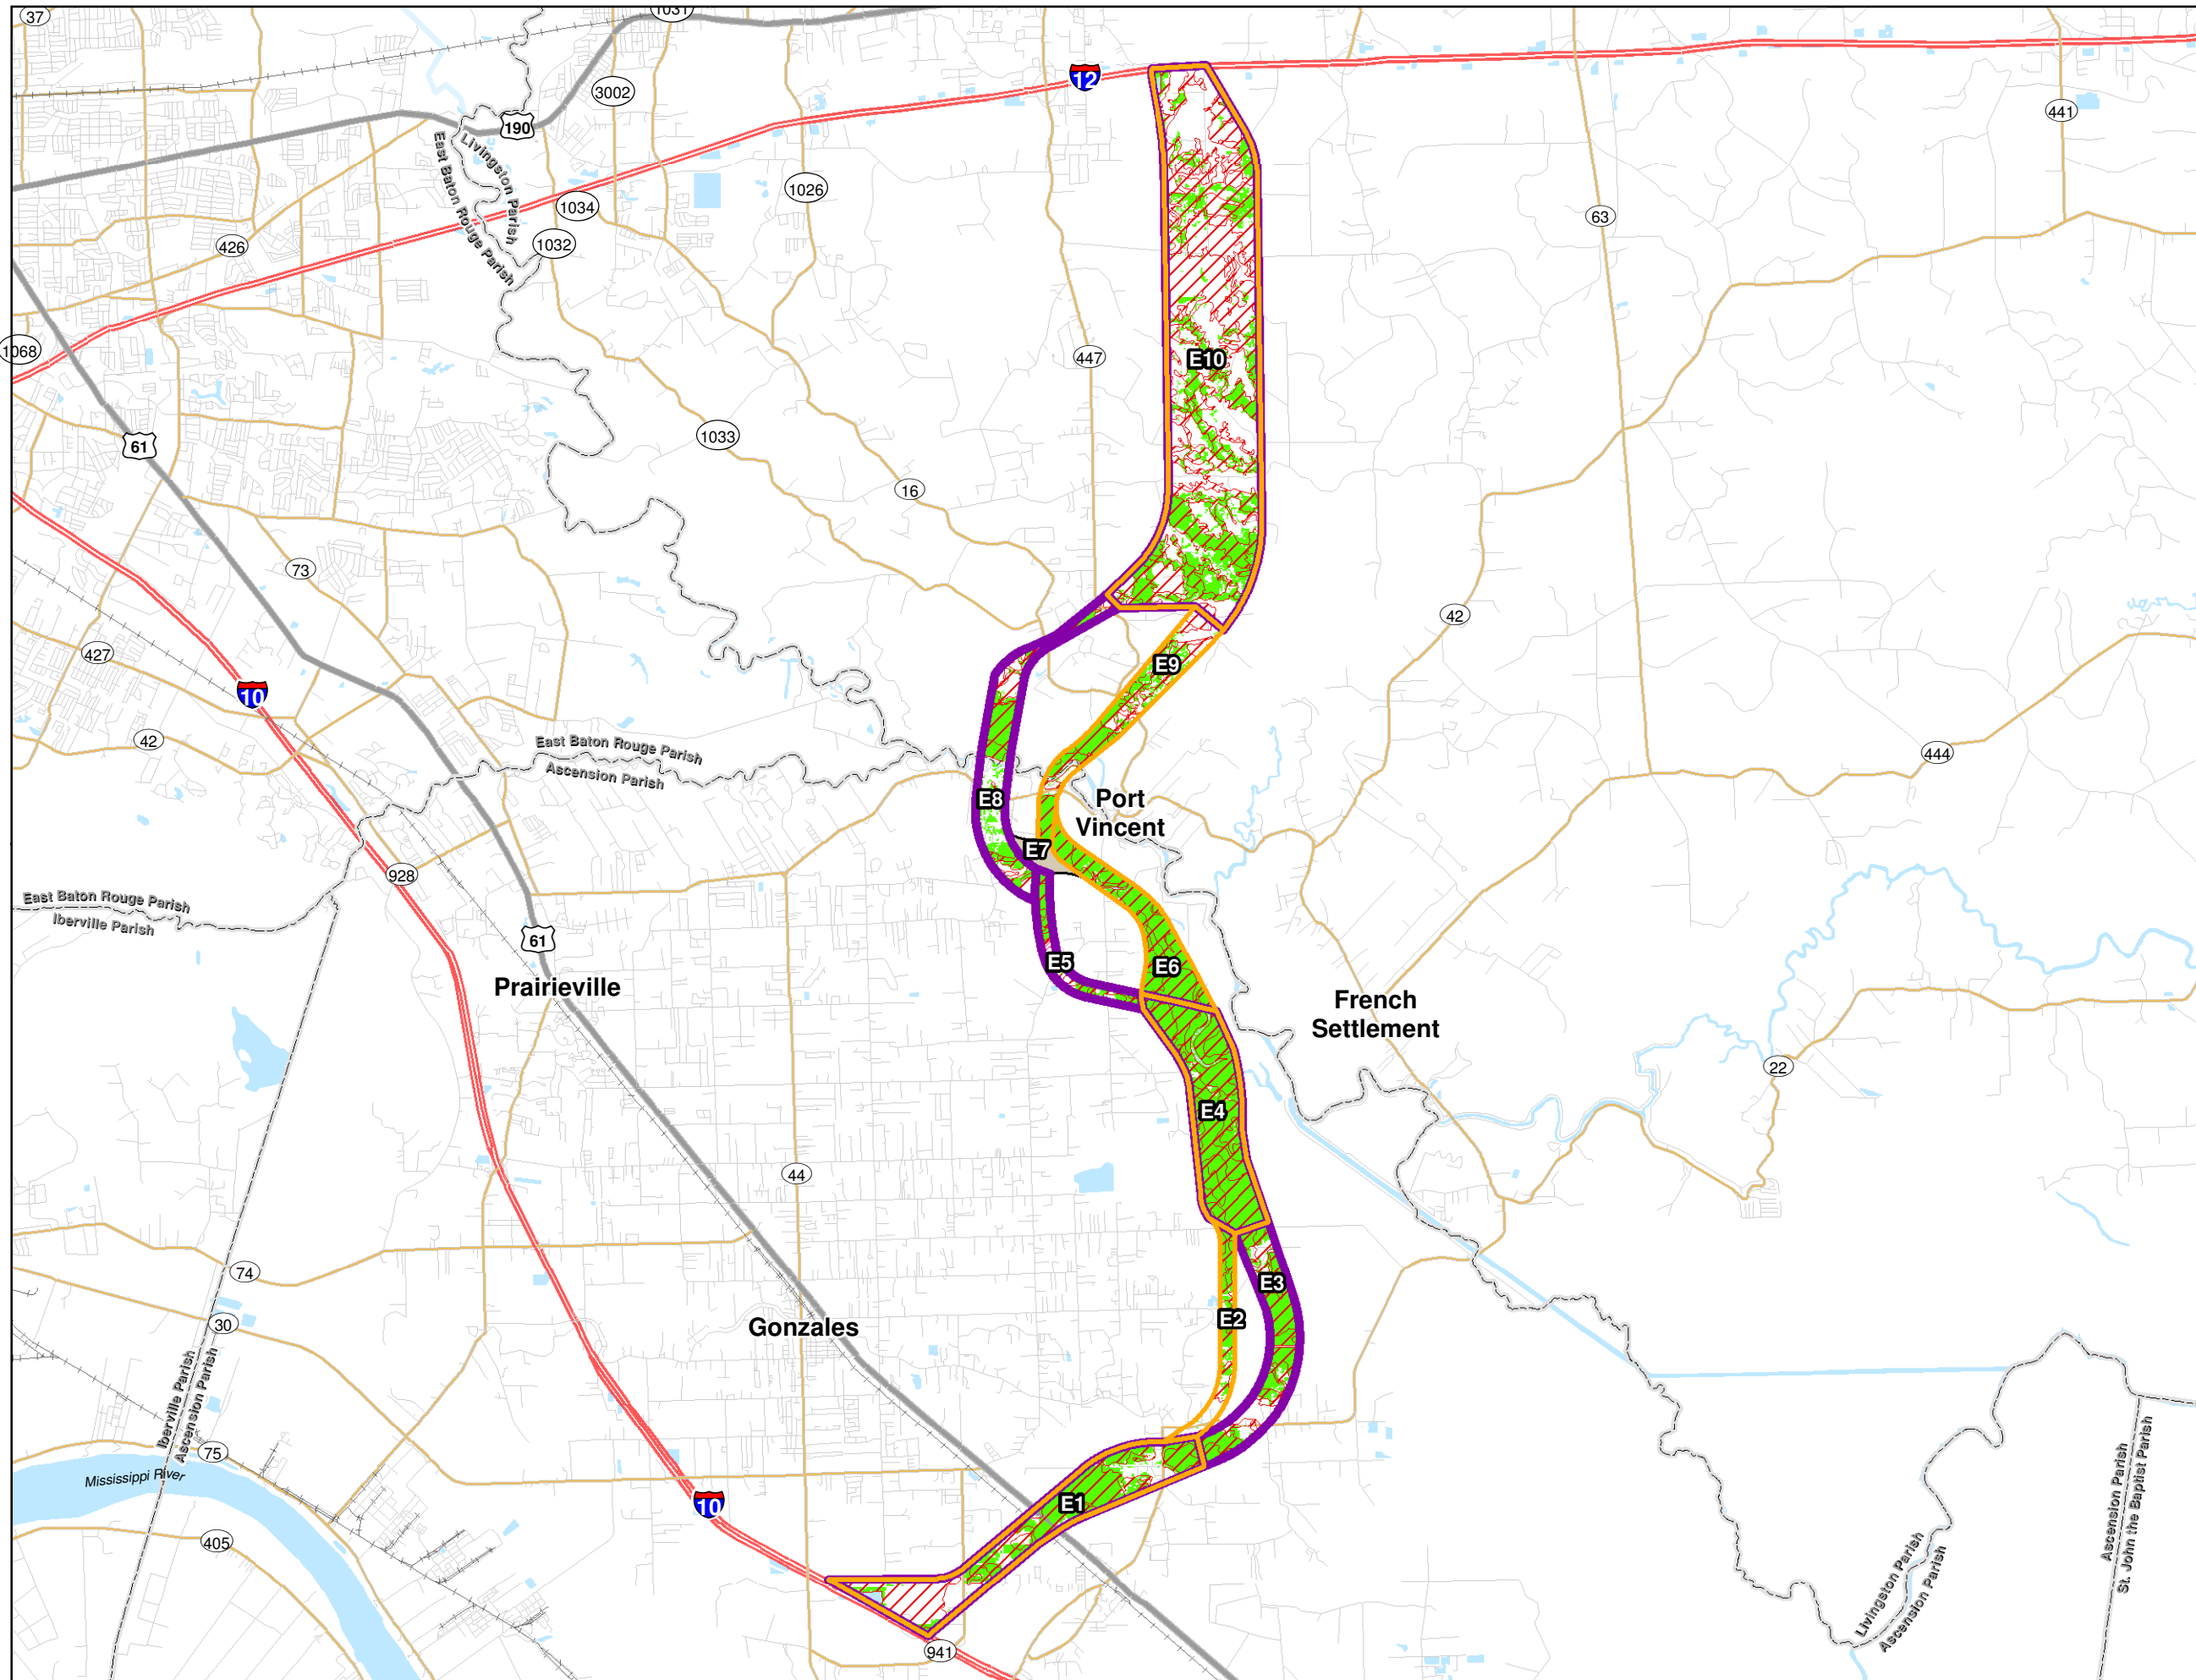 37
1031
12
3002
190
441
Livingston Parish
East Baton Rouge Parish
1026
1034
63
426
1032
1068
447
E10
61
1033
16
73
42
427
E9
10
42
East Baton Rouge Parish
Ascension Parish
444
E8
Port
Vincent
E7
928
East Baton Rouge Parish
Iberville Parish
61
E5
E6
Prairieville
French
Settlement
22
E4
44
74
E3
30
E2
Gonzales
Iberville Parish
Ascension Parish
75
Mississippi River
10
E1
405
941
Livingston Parish
Ascension Parish
Ascension Parish
St. John the Baptist Parish